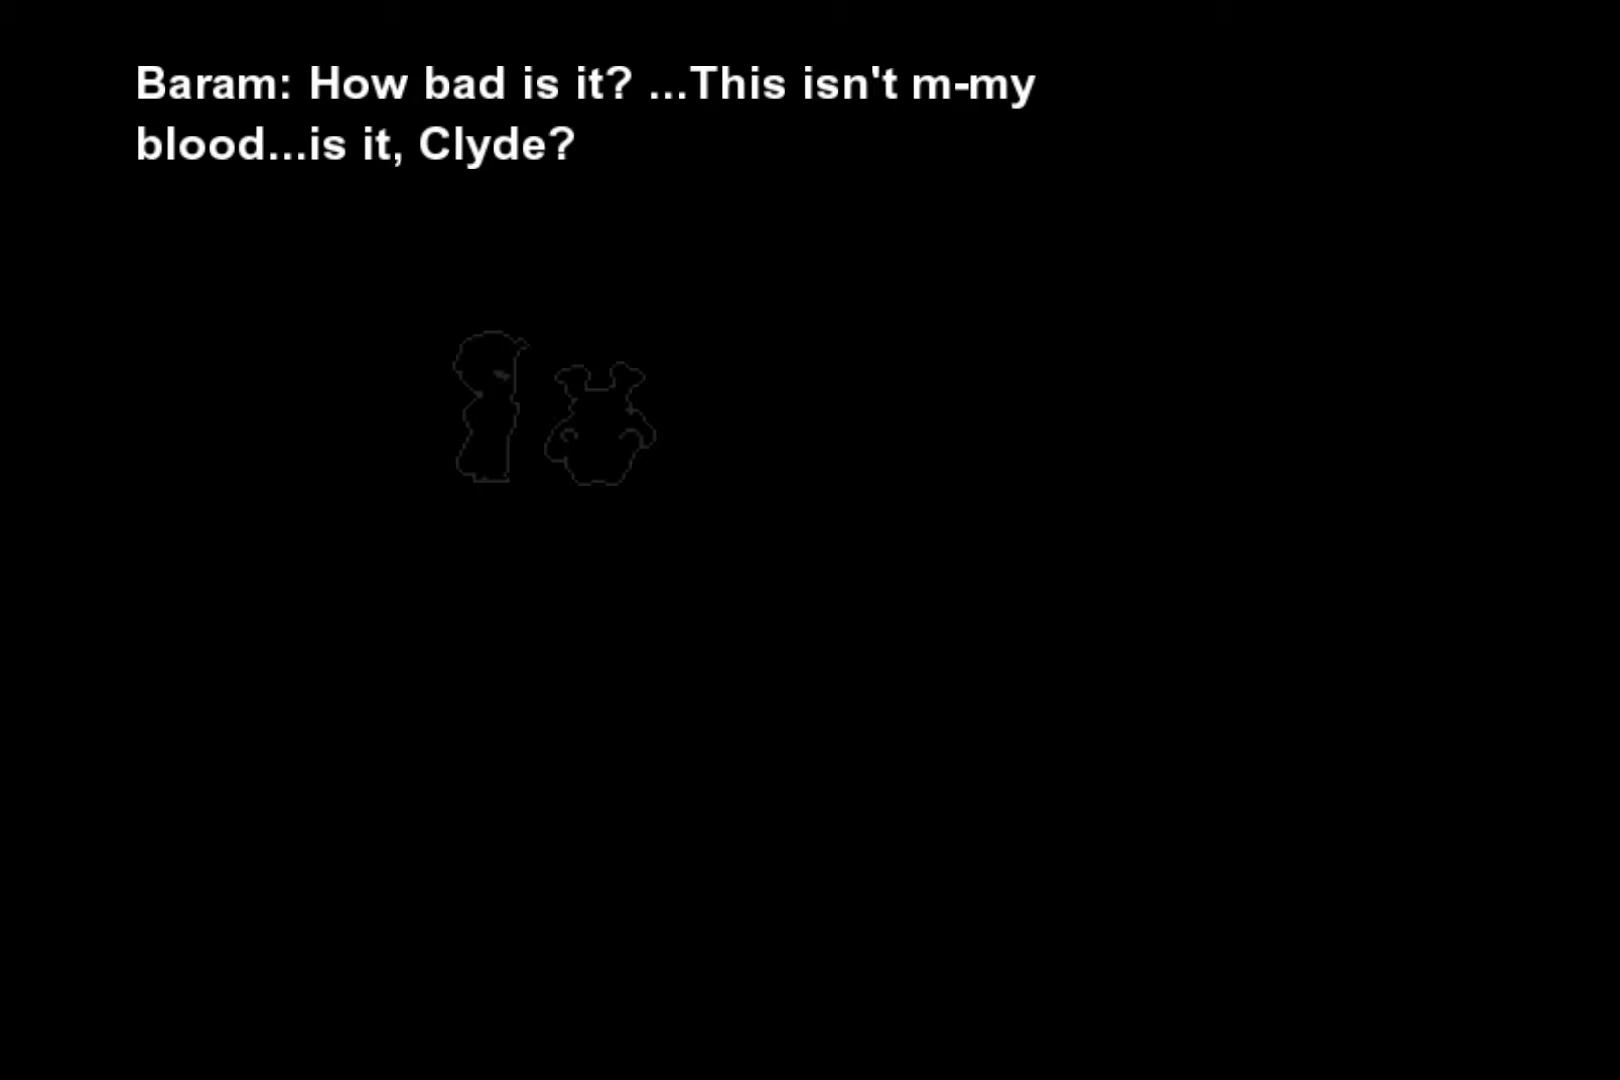 Baram: How bad is it? ...This isn't m-my
blood...is it, Clyde?